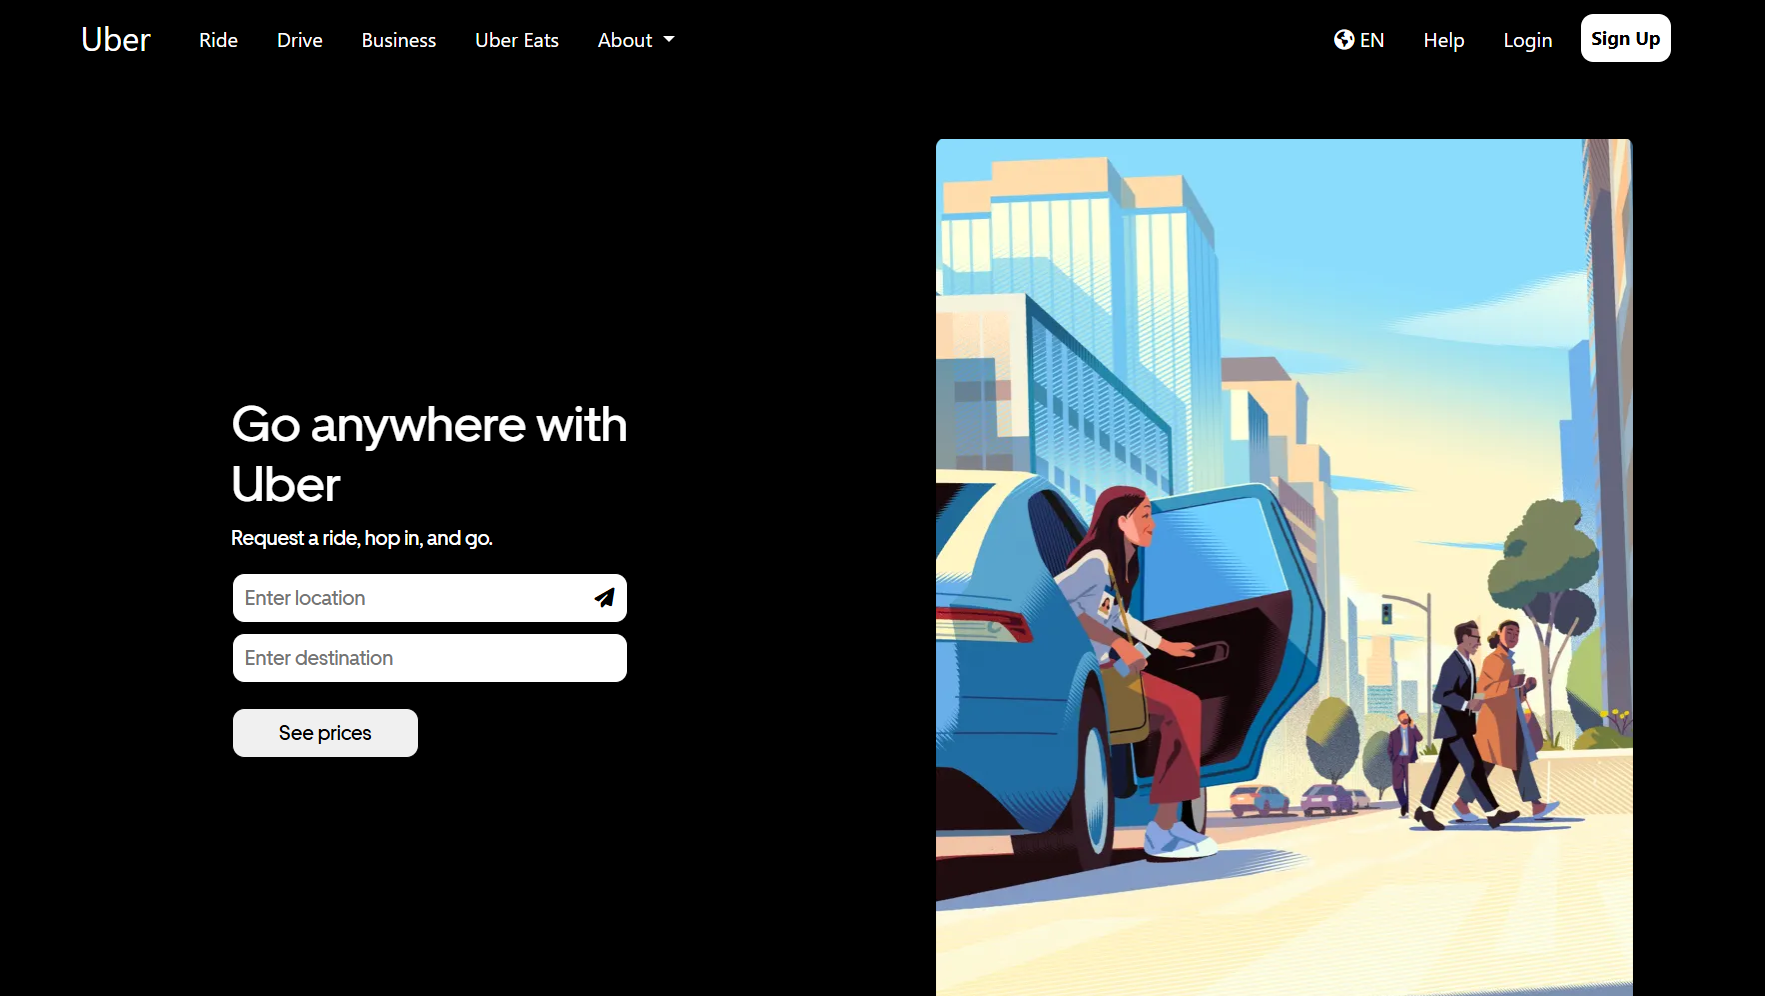 Uber Ride Drive Business Uber Eats About EN Help Login Sign Up
Go anywhere with
Uber
Request a ride, hop in, and go.
Enter location
Enter destination
See prices